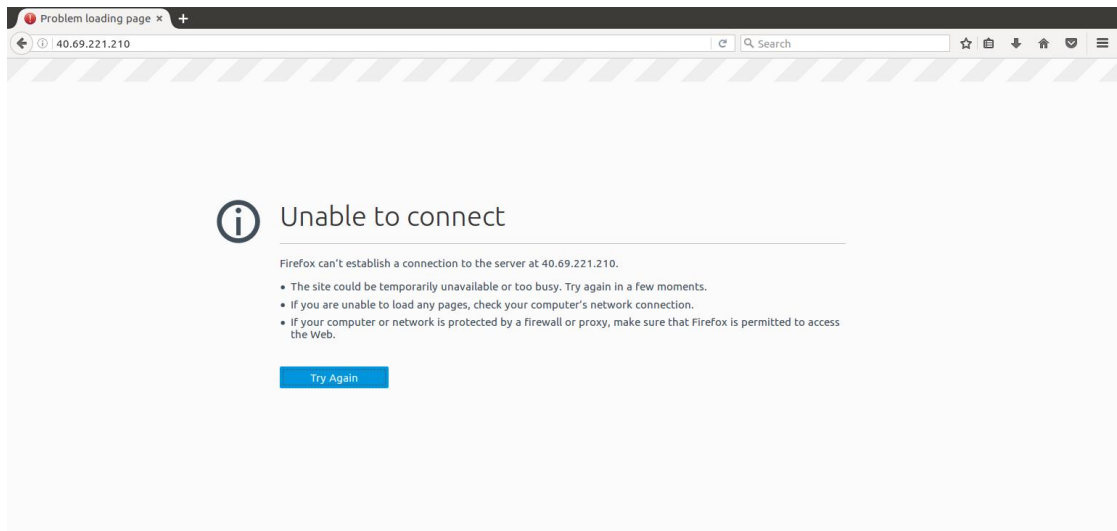 Problem loading page
40.69.221.210
Search
Unable to connect
Firefox can't establish a connection to the server at 40.69.221.210.
• The site could be temporarily unavailable or too busy. Try again in a few moments.
• If you are unable to load any pages, check your computer's network connection.
• If your computer or network is protected by a firewall or proxy, make sure that Firefox is permitted to access
the Web.
Try Again